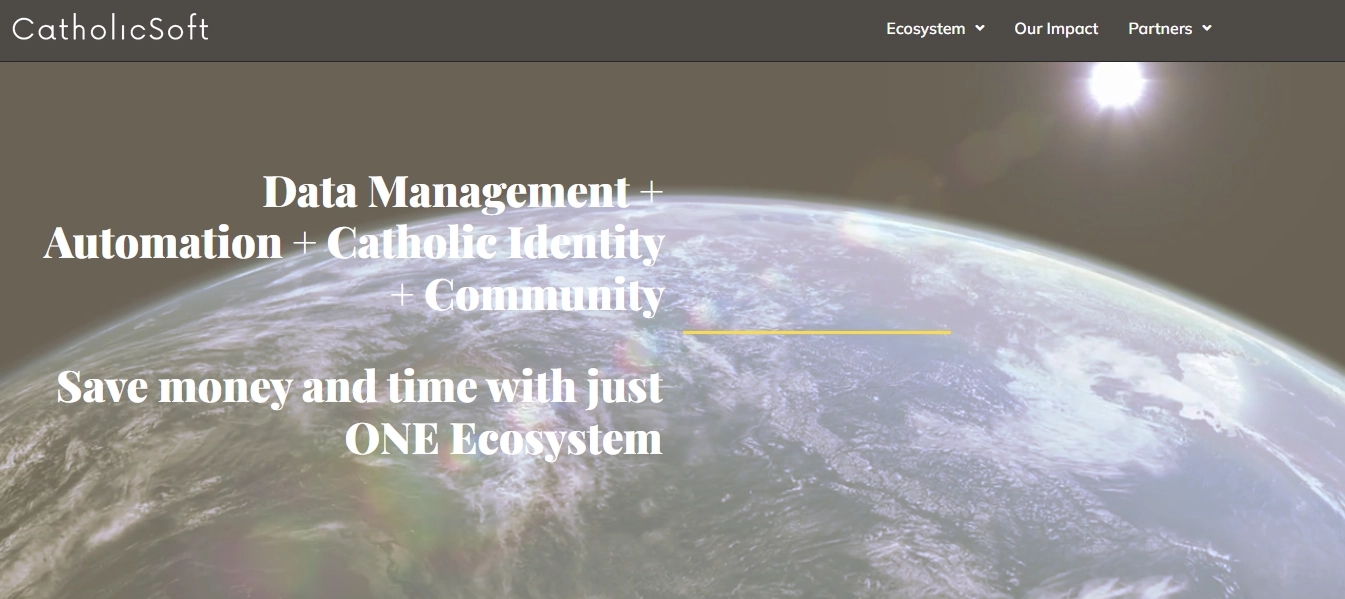 CatholicSoft
Ecosystem
Our Impact
Partners
Data Management +
Automation + Catholic Identity
+ Community
Save money and time with just
ONE Ecosystem